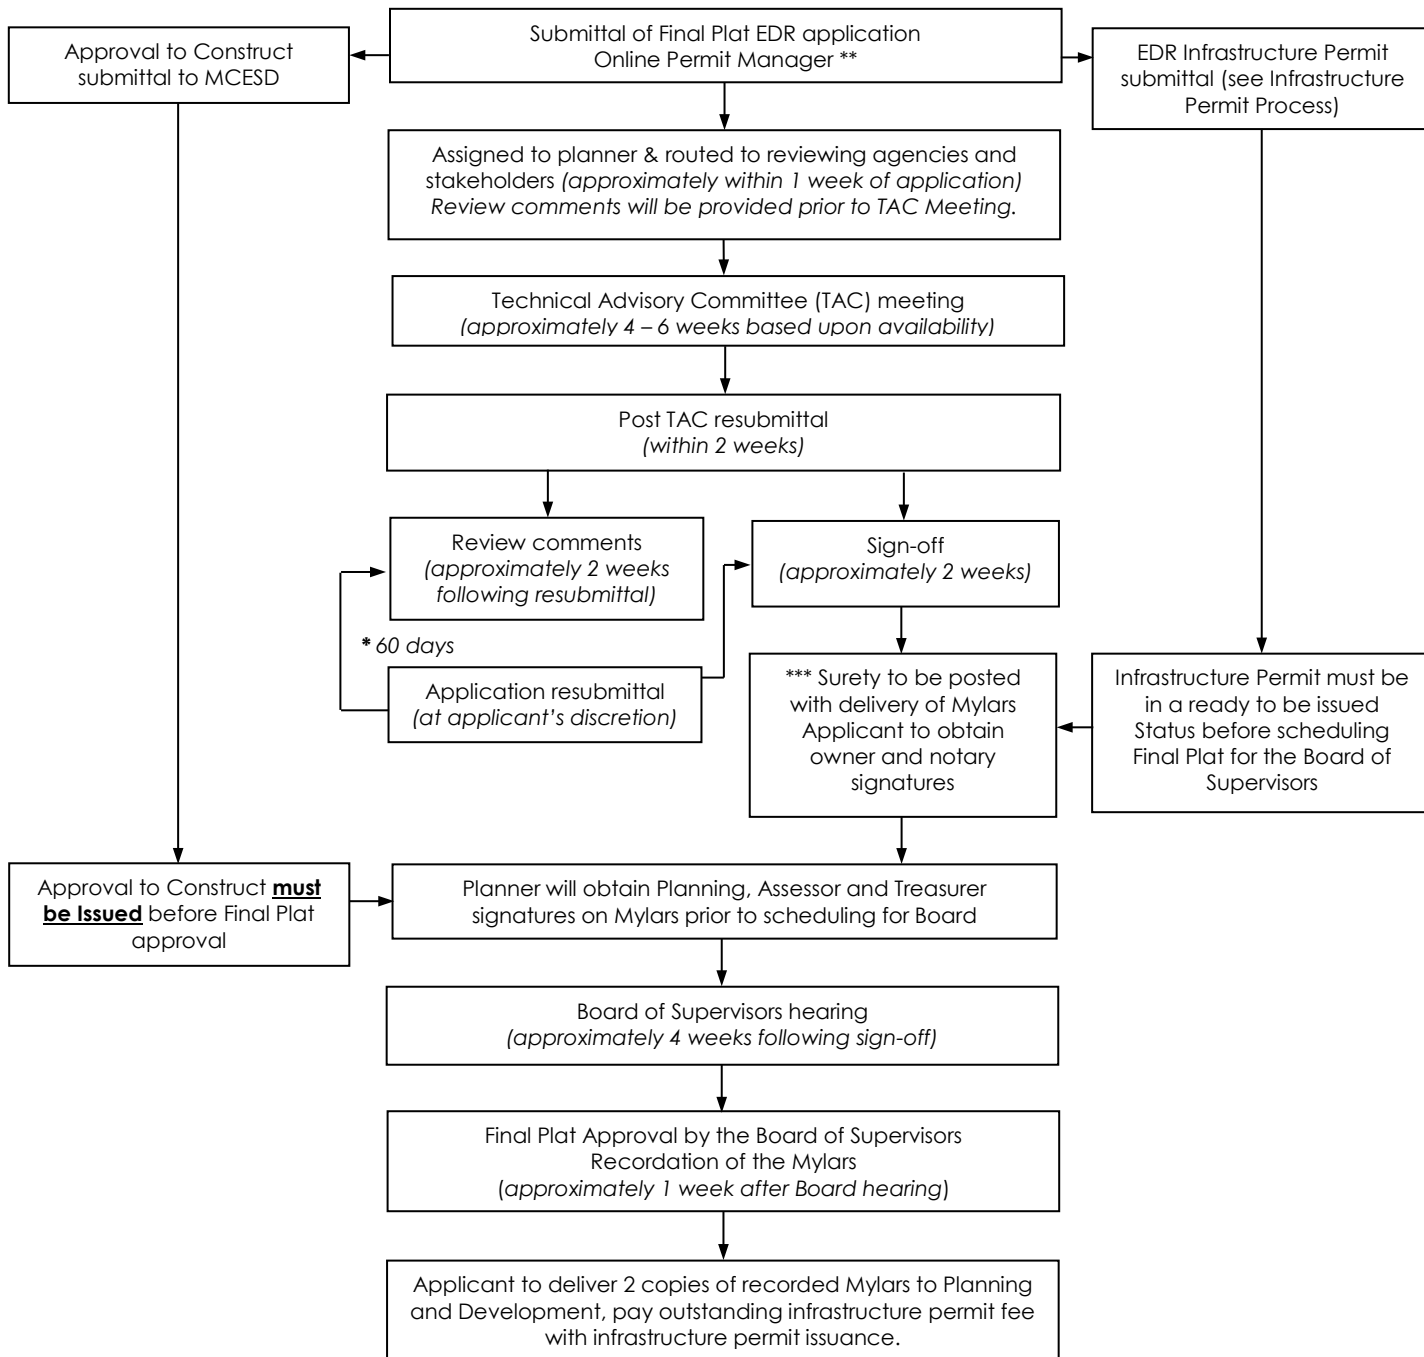 Submittal of Final Plat EDR application
Online Permit Manager **
Approval to Construct
submittal to MCESD
EDR Infrastructure Permit
submittal (see Infrastructure
Permit Process)
Assigned to planner & routed to reviewing agencies and
stakeholders (approximately within 1 week of application)
Review comments will be provided prior to TAC Meeting.
Technical Advisory Committee (TAC) meeting
(approximately 4 – 6 weeks based upon availability)
Post TAC resubmittal
(within 2 weeks)
Review comments
(approximately 2 weeks
following resubmittal)
Sign-off
(approximately 2 weeks)
* 60 days
Application resubmittal
(at applicant’s discretion)
*** Surety to be posted
with delivery of Mylars
Applicant to obtain
owner and notary
signatures
Infrastructure Permit must be
in a ready to be issued
Status before scheduling
Final Plat for the Board of
Supervisors
Approval to Construct must
be Issued before Final Plat
approval
Planner will obtain Planning, Assessor and Treasurer
signatures on Mylars prior to scheduling for Board
Board of Supervisors hearing
(approximately 4 weeks following sign-off)
Final Plat Approval by the Board of Supervisors
Recordation of the Mylars
(approximately 1 week after Board hearing)
Applicant to deliver 2 copies of recorded Mylars to Planning
and Development, pay outstanding infrastructure permit fee
with infrastructure permit issuance.